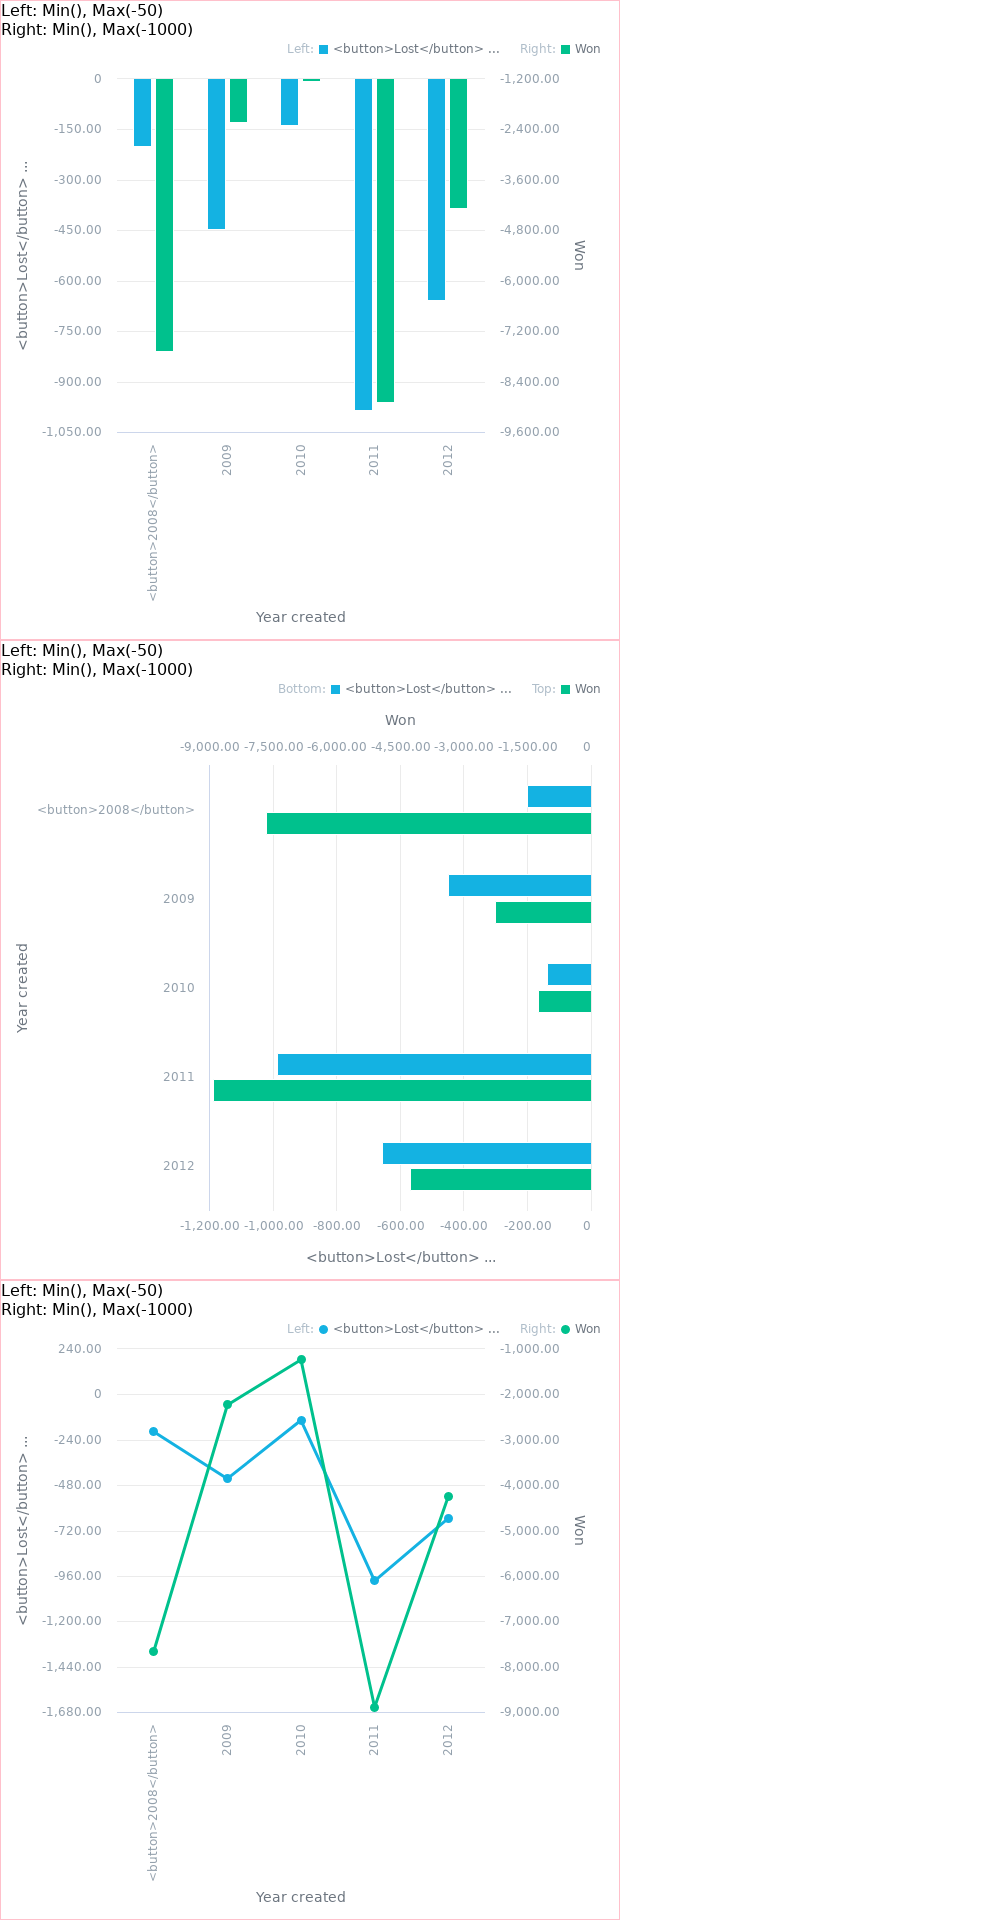 Left: Min(), Max(-50)
Right: Min(), Max(-1000)
Left: <button>Lost</button> ... Right: Won
0 -1,200.00
-150.00 -2,400.00
-300.00 -3,600.00
-450.00 -4,800.00
-600.00 -6,000.00
-750.00 -7,200.00
-900.00 -8,400.00
-1,050.00 -9,600.00
<button>Lost</button> ...
Won
<button>2008</button> 2009 2010 2011 2012
Year created
Left: Min(), Max(-50)
Right: Min(), Max(-1000)
Bottom: <button>Lost</button> ... Top: Won
Won
-9,000.00 -7,500.00 -6,000.00 -4,500.00 -3,000.00 -1,500.00 0
<button>2008</button>
2009
2010
2011
2012
Year created
-1,200.00 -1,000.00 -800.00 -600.00 -400.00 -200.00 0
<button>Lost</button> ...
Left: Min(), Max(-50)
Right: Min(), Max(-1000)
Left: <button>Lost</button> ... Right: Won
240.00 -1,000.00
0 -2,000.00
-240.00 -3,000.00
-480.00 -4,000.00
-720.00 -5,000.00
-960.00 -6,000.00
-1,200.00 -7,000.00
-1,440.00 -8,000.00
-1,680.00 -9,000.00
<button>Lost</button> ...
Won
<button>2008</button> 2009 2010 2011 2012
Year created